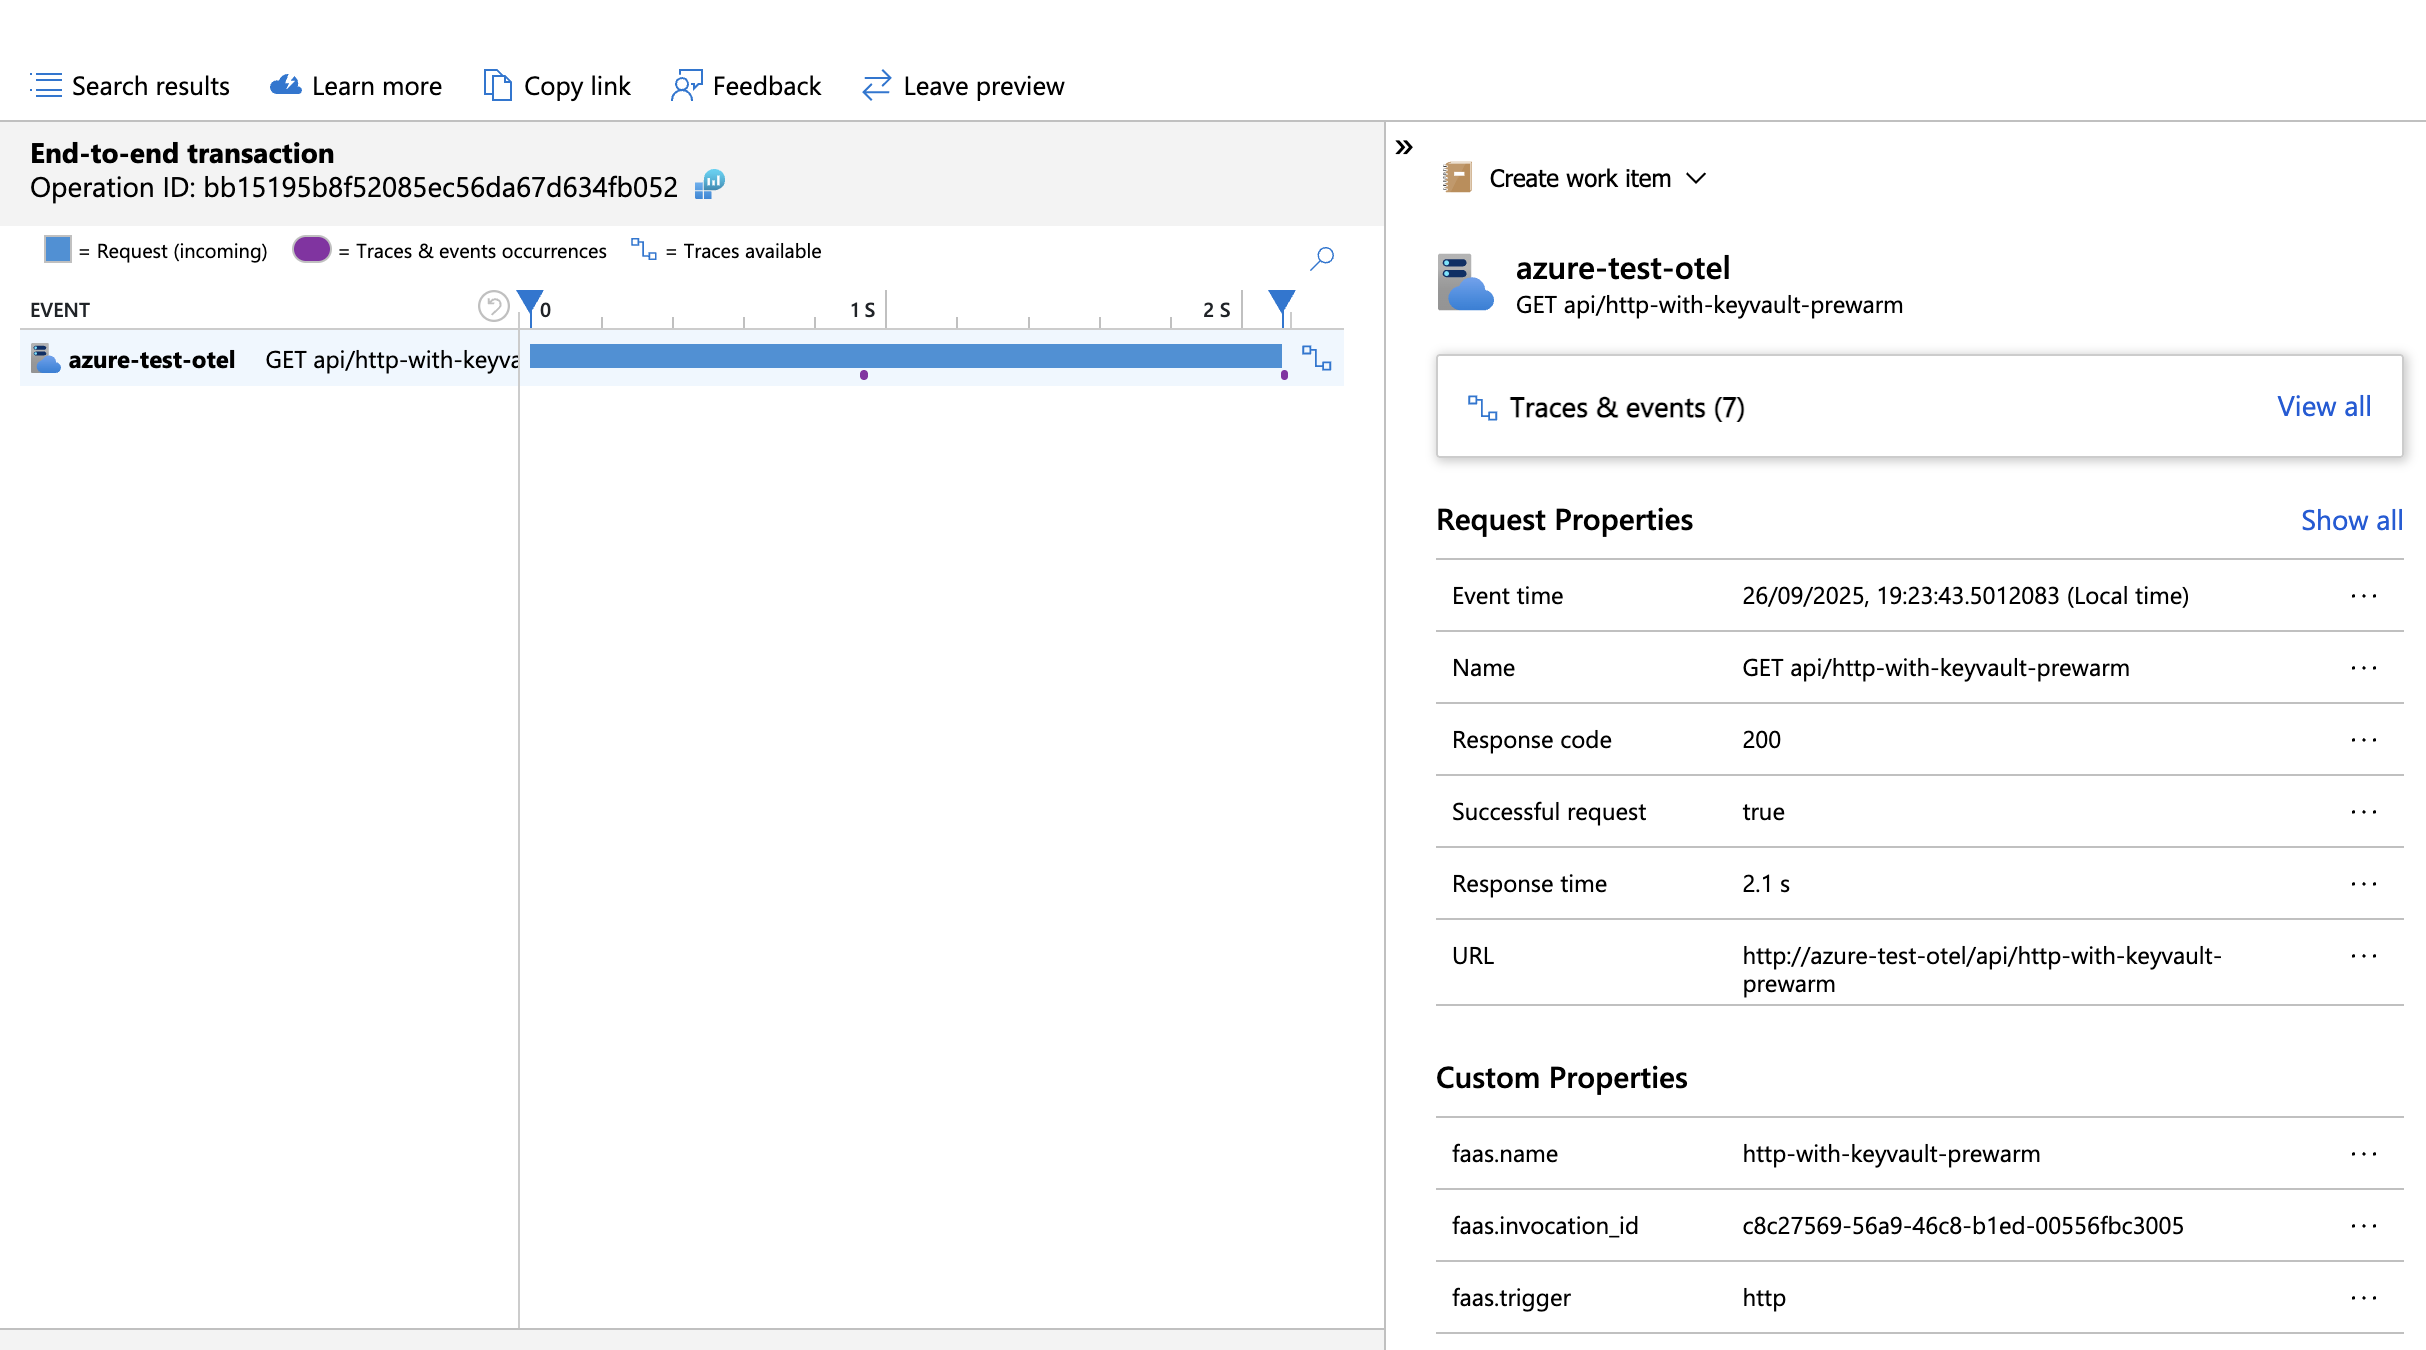 Search results
Learn more
Copy link
Feedback
Leave preview
End-to-end transaction
Operation ID: bb15195b8f52085ec56da67d634fb052
= Request (incoming)
= Traces & events occurrences
= Traces available
EVENT
0
1 S
2 S
azure-test-otel GET api/http-with-keyva
»
Create work item
azure-test-otel
GET api/http-with-keyvault-prewarm
Traces & events (7)
View all
Request Properties
Show all
Event time 26/09/2025, 19:23:43.5012083 (Local time) ...
Name GET api/http-with-keyvault-prewarm ...
Response code 200 ...
Successful request true ...
Response time 2.1 s ...
URL http://azure-test-otel/api/http-with-keyvault- ...
prewarm
Custom Properties
faas.name http-with-keyvault-prewarm ...
faas.invocation_id c8c27569-56a9-46c8-b1ed-00556fbc3005 ...
faas.trigger http ...